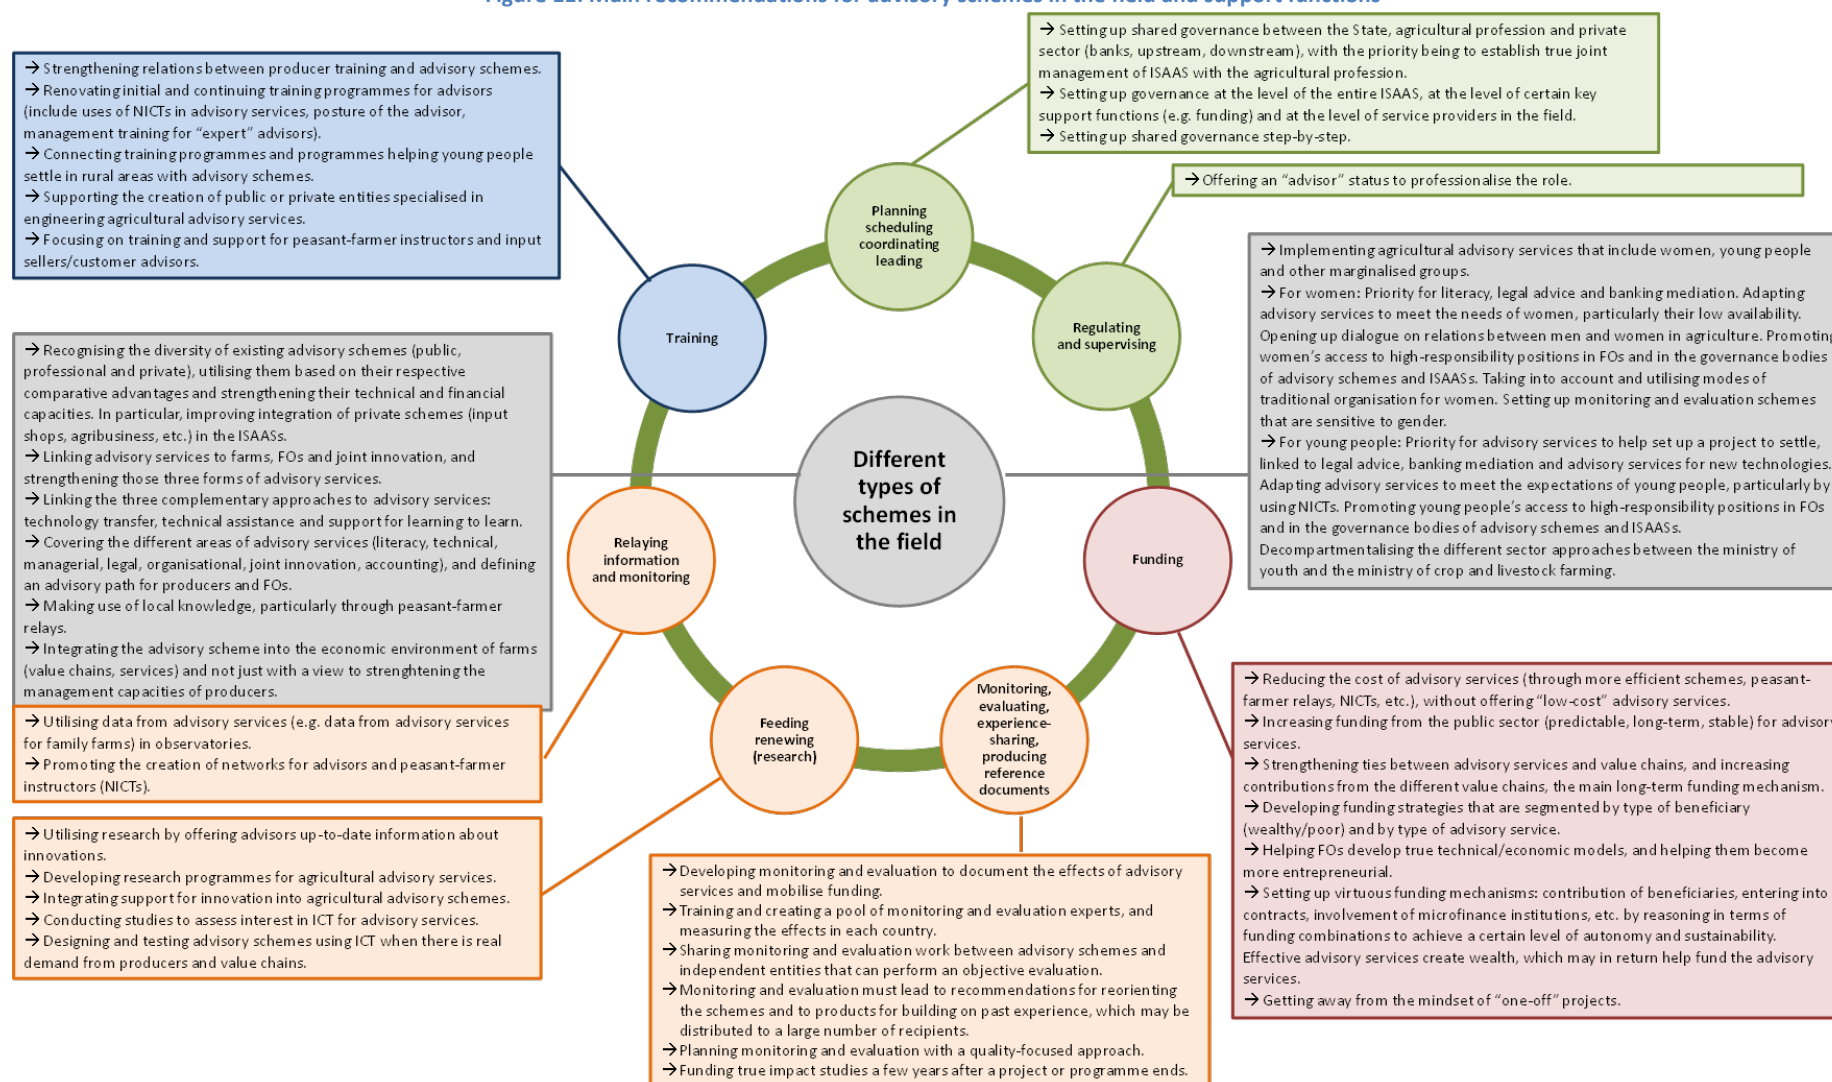 Figure 11: Main recommendations for advisory schemes in the field and support functions
→ Setting up shared governance between the State, agricultural profession and private
sector (banks, upstream, downstream), with the priority being to establish true joint
management of ISAAS with the agricultural profession.
→ Setting up governance at the level of the entire ISAAS, at the level of certain key
support functions (e.g. funding) and at the level of service providers in the field.
→ Setting up shared governance step-by-step.
→ Strengthening relations between producer training and advisory schemes.
→ Renovating initial and continuing training programmes for advisors
(include uses of NICTs in advisory services, posture of the advisor,
management training for “expert” advisors).
→ Connecting training programmes and programmes helping young people
settle in rural areas with advisory schemes.
→ Supporting the creation of public or private entities specialised in
engineering agricultural advisory services.
→ Focusing on training and support for peasant-farmer instructors and input
sellers/customer advisors.
→ Offering an “advisor” status to professionalise the role.
Planning
scheduling
coordinating
leading
Training
Regulating
and supervising
→ Implementing agricultural advisory services that include women, young people
and other marginalised groups.
→ For women: Priority for literacy, legal advice and banking mediation. Adapting
advisory services to meet the needs of women, particularly their low availability.
Opening up dialogue on relations between men and women in agriculture. Promoting
women’s access to high-responsibility positions in FOs and in the governance bodies
of advisory schemes and ISAASs. Taking into account and utilising modes of
traditional organisation for women. Setting up monitoring and evaluation schemes
that are sensitive to gender.
→ For young people: Priority for advisory services to help set up a project to settle,
linked to legal advice, banking mediation and advisory services for new technologies.
Adapting advisory services to meet the expectations of young people, particularly by
using NICTs. Promoting young people’s access to high-responsibility positions in FOs
and in the governance bodies of advisory schemes and ISAASs.
Decompartmentalising the different sector approaches between the ministry of
youth and the ministry of crop and livestock farming.
→ Recognising the diversity of existing advisory schemes (public,
professional and private), utilising them based on their respective
comparative advantages and strengthening their technical and financial
capacities. In particular, improving integration of private schemes (input
shops, agribusiness, etc.) in the ISAASs.
→ Linking advisory services to farms, FOs and joint innovation, and
strengthening those three forms of advisory services.
→ Linking the three complementary approaches to advisory services:
technology transfer, technical assistance and support for learning to learn.
→ Covering the different areas of advisory services (literacy, technical,
managerial, legal, organisational, joint innovation, accounting), and defining
an advisory path for producers and FOs.
→ Making use of local knowledge, particularly through peasant-farmer
relays.
→ Integrating the advisory scheme into the economic environment of farms
(value chains, services) and not just with a view to strenghtening the
management capacities of producers.
Different
types of
schemes in
the field
Relaying
information
and monitoring
Funding
→ Utilising data from advisory services (e.g. data from advisory services
for family farms) in observatories.
→ Promoting the creation of networks for advisors and peasant-farmer
instructors (NICTs).
Feeding
renewing
(research)
Monitoring,
evaluating,
experience-
sharing,
producing
reference
documents
→ Reducing the cost of advisory services (through more efficient schemes, peasant-
farmer relays, NICTs, etc.), without offering “low-cost” advisory services.
→ Increasing funding from the public sector (predictable, long-term, stable) for advisory
services.
→ Strengthening ties between advisory services and value chains, and increasing
contributions from the different value chains, the main long-term funding mechanism.
→ Developing funding strategies that are segmented by type of beneficiary
(wealthy/poor) and by type of advisory service.
→ Helping FOs develop true technical/economic models, and helping them become
more entrepreneurial.
→ Setting up virtuous funding mechanisms: contribution of beneficiaries, entering into
contracts, involvement of microfinance institutions, etc. by reasoning in terms of
funding combinations to achieve a certain level of autonomy and sustainability.
Effective advisory services create wealth, which may in return help fund the advisory
services.
→ Getting away from the mindset of “one-off” projects.
→ Utilising research by offering advisors up-to-date information about
innovations.
→ Developing research programmes for agricultural advisory services.
→ Integrating support for innovation into agricultural advisory schemes.
→ Conducting studies to assess interest in ICT for advisory services.
→ Designing and testing advisory schemes using ICT when there is real
demand from producers and value chains.
→ Developing monitoring and evaluation to document the effects of advisory
services and mobilise funding.
→ Training and creating a pool of monitoring and evaluation experts, and
measuring the effects in each country.
→ Sharing monitoring and evaluation work between advisory schemes and
independent entities that can perform an objective evaluation.
→ Monitoring and evaluation must lead to recommendations for reorienting
the schemes and to products for building on past experience, which may be
distributed to a large number of recipients.
→ Planning monitoring and evaluation with a quality-focused approach.
→ Funding true impact studies a few years after a project or programme ends.